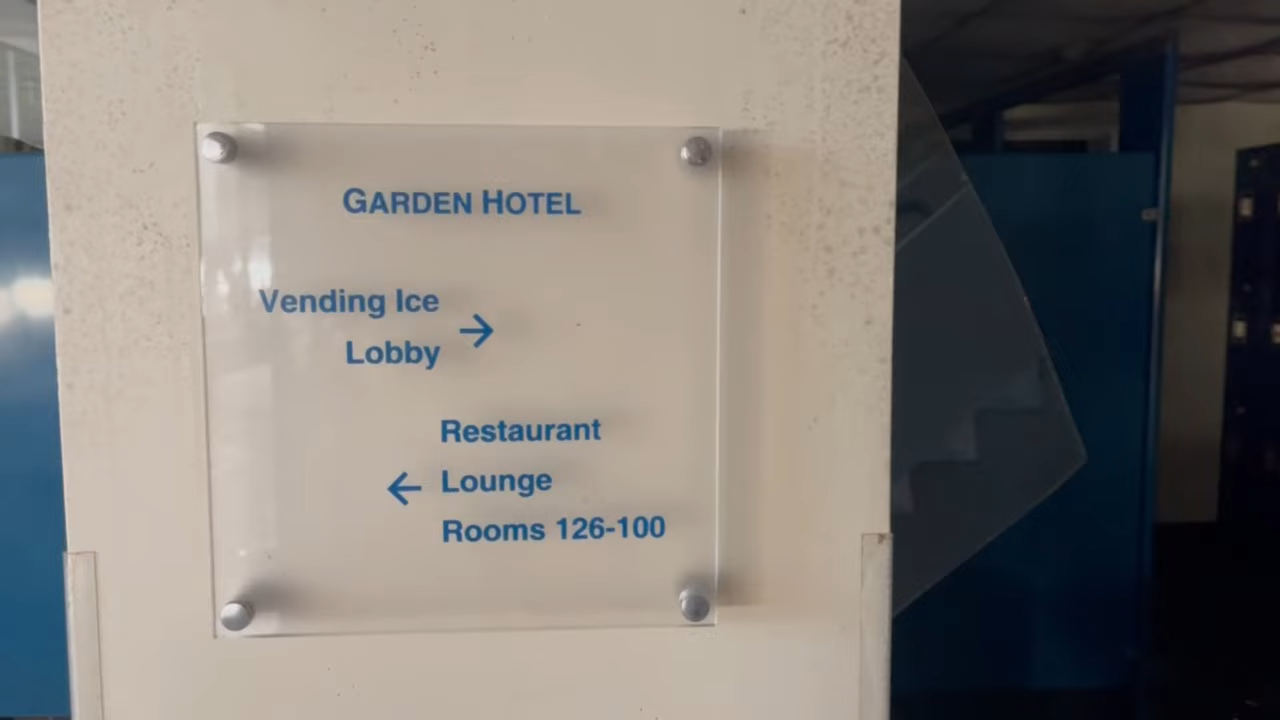 GARDEN HOTEL
Vending Ice
Lobby →
Restaurant
← Lounge
Rooms 126-100